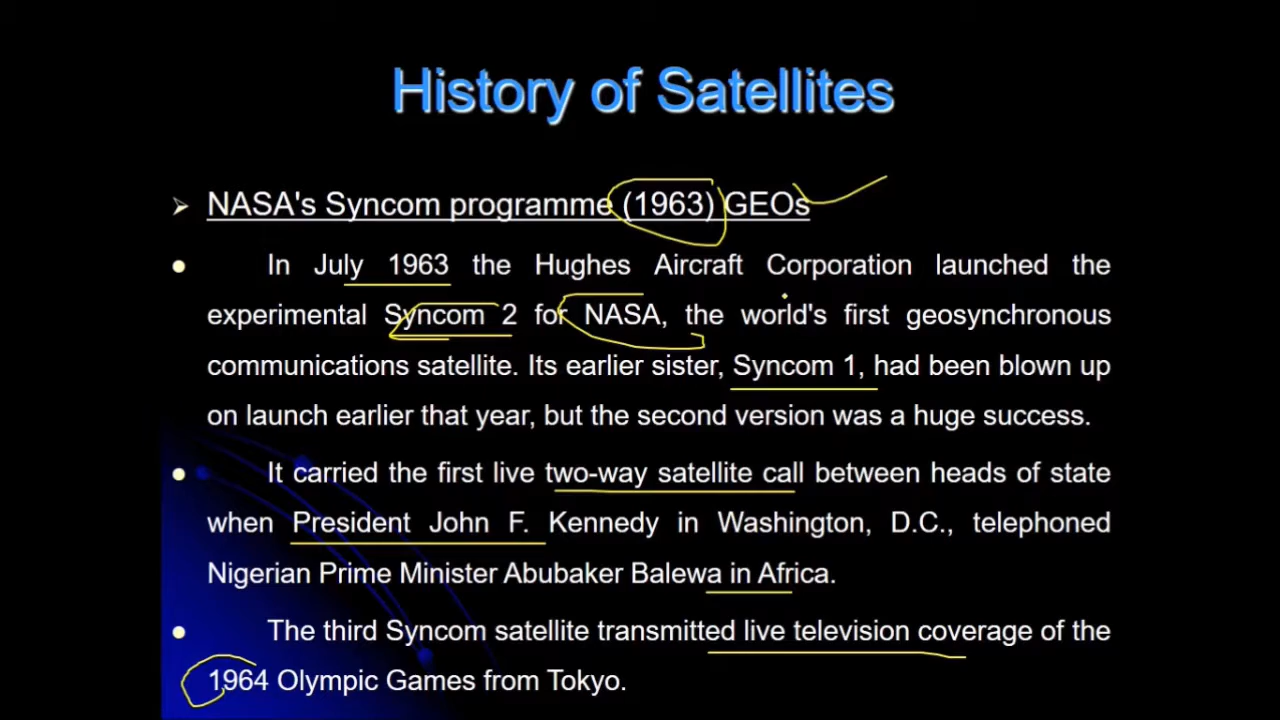 History of Satellites
NASA's Syncom programme (1963) GEOs
In July 1963 the Hughes Aircraft Corporation launched the
experimental Syncom 2 for NASA, the world's first geosynchronous
communications satellite. Its earlier sister, Syncom 1, had been blown up
on launch earlier that year, but the second version was a huge success.
It carried the first live two-way satellite call between heads of state
when President John F. Kennedy in Washington, D.C., telephoned
Nigerian Prime Minister Abubaker Balewa in Africa.
The third Syncom satellite transmitted live television coverage of the
1964 Olympic Games from Tokyo.